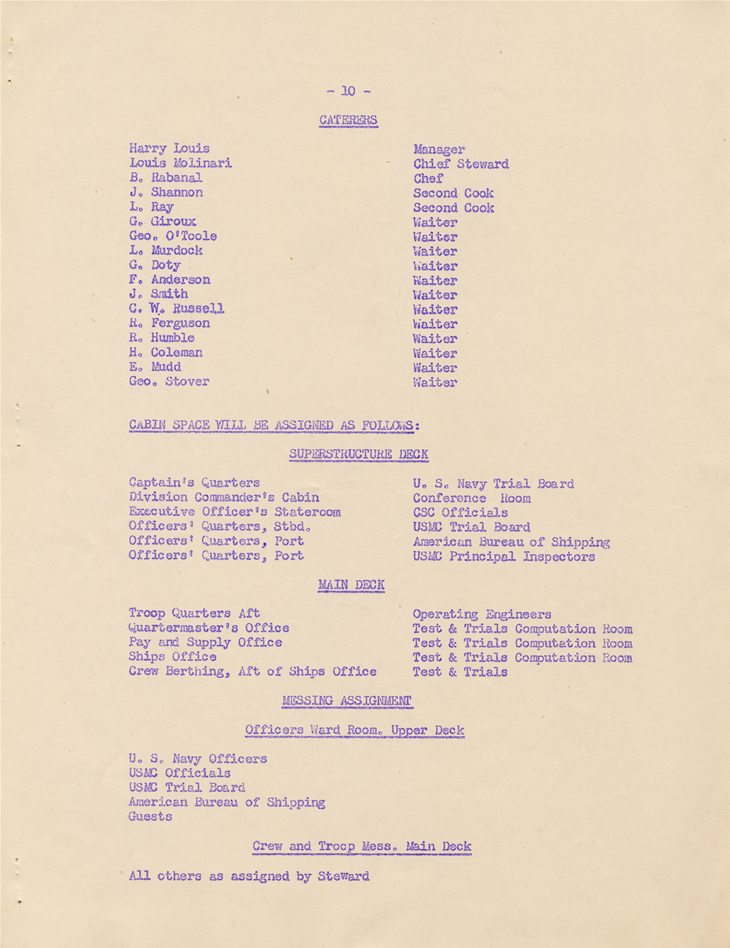 - 10 -
CATERERS
Harry Louis Manager
Louis Molinari Chief Steward
B. Rabanal Chef
J. Shannon Second Cook
L. Ray Second Cook
G. Giroux Waiter
Geo. O'Toole Waiter
L. Murdock Waiter
G. Doty Waiter
F. Anderson Waiter
J. Smith Waiter
C. W. Russell Waiter
R. Ferguson Waiter
R. Humble Waiter
H. Coleman Waiter
E. Mudd Waiter
Geo. Stover Waiter
CABIN SPACE WILL BE ASSIGNED AS FOLLOWS:
SUPERSTRUCTURE DECK
Captain's Quarters U. S. Navy Trial Board
Division Commander's Cabin Conference Room
Executive Officer's Stateroom CSC Officials
Officers' Quarters, Stbd. USMC Trial Board
Officers' Quarters, Port American Bureau of Shipping
Officers' Quarters, Port USMC Principal Inspectors
MAIN DECK
Troop Quarters Aft Operating Engineers
Quartermaster's Office Test & Trials Computation Room
Pay and Supply Office Test & Trials Computation Room
Ships Office Test & Trials Computation Room
Crew Berthing, Aft of Ships Office Test & Trials
MESSING ASSIGNMENT
Officers Ward Room. Upper Deck
U. S. Navy Officers
USMC Officials
USMC Trial Board
American Bureau of Shipping
Guests
Crew and Troop Mess. Main Deck
All others as assigned by Steward